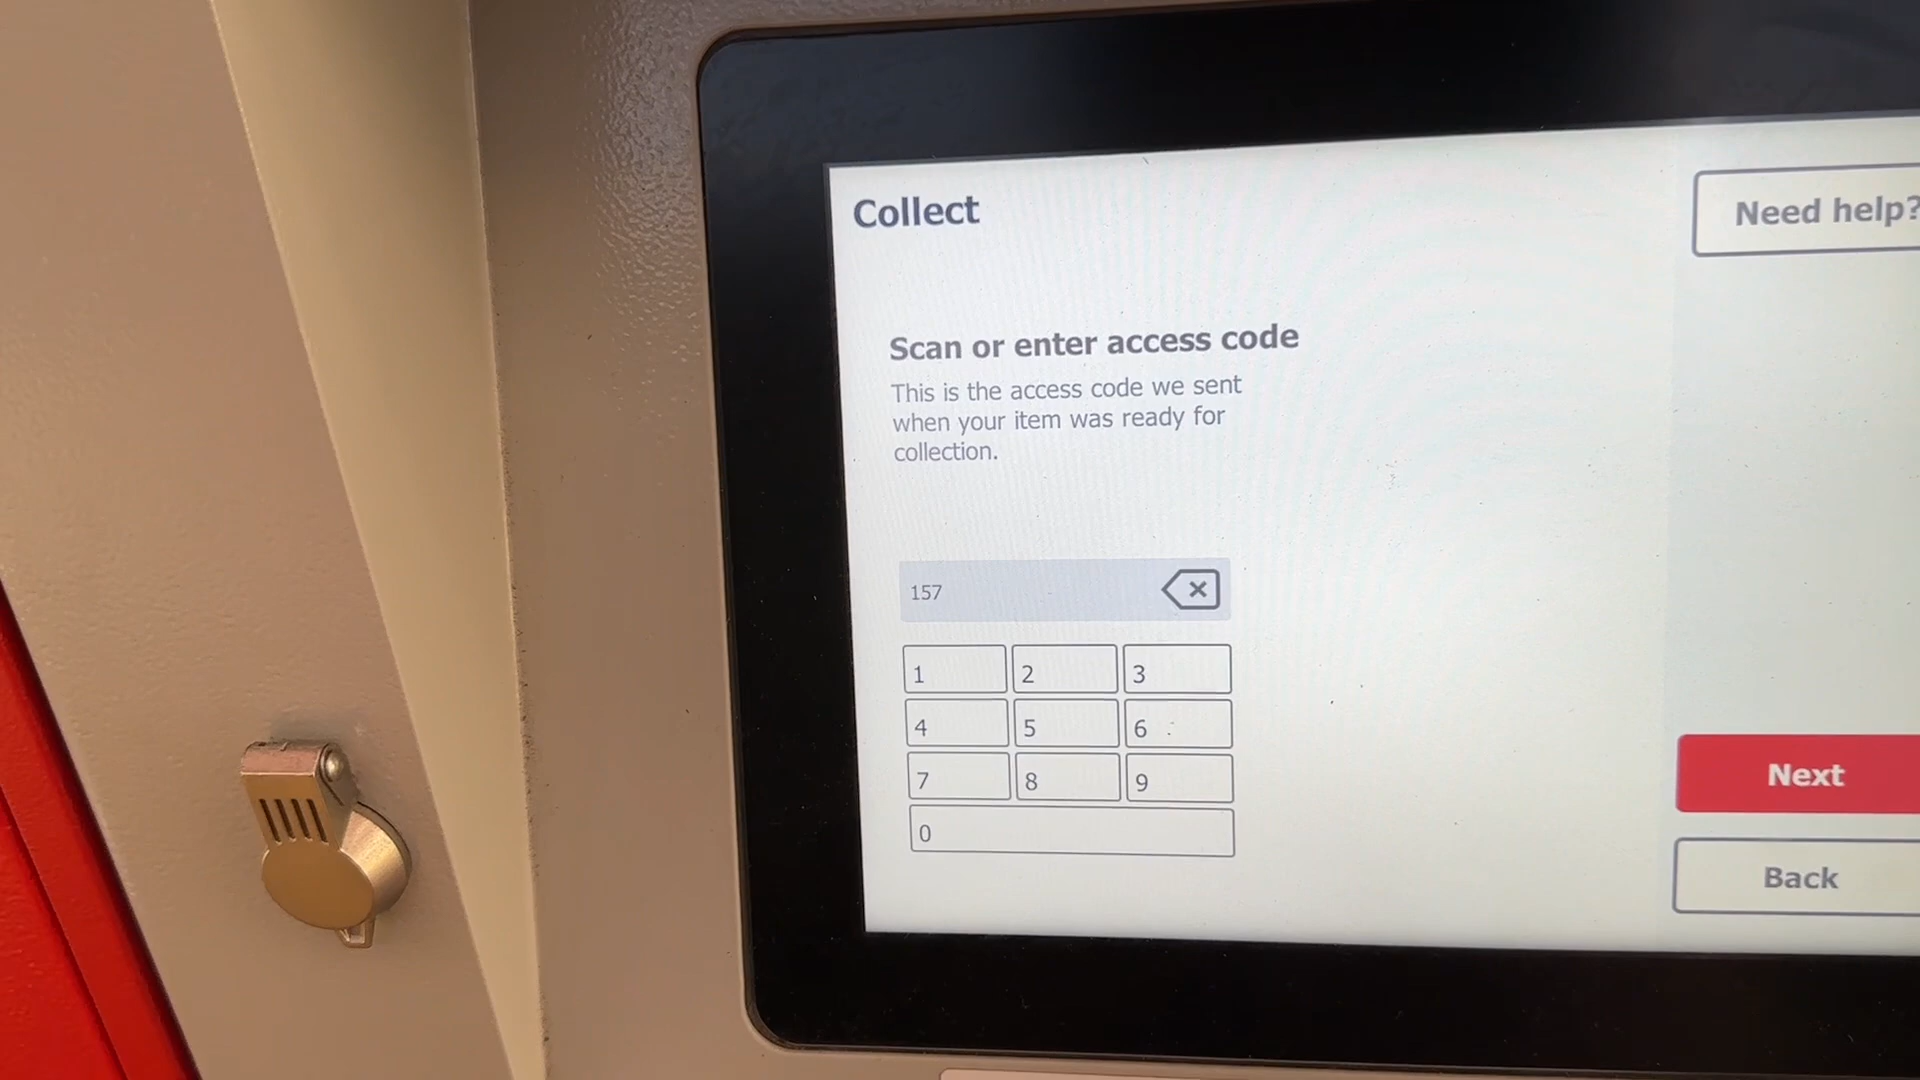 Collect
Need help?
Scan or enter access code
This is the access code we sent
when your item was ready for
collection.
157
1 2 3
4 5 6
7 8 9
0
Next
Back